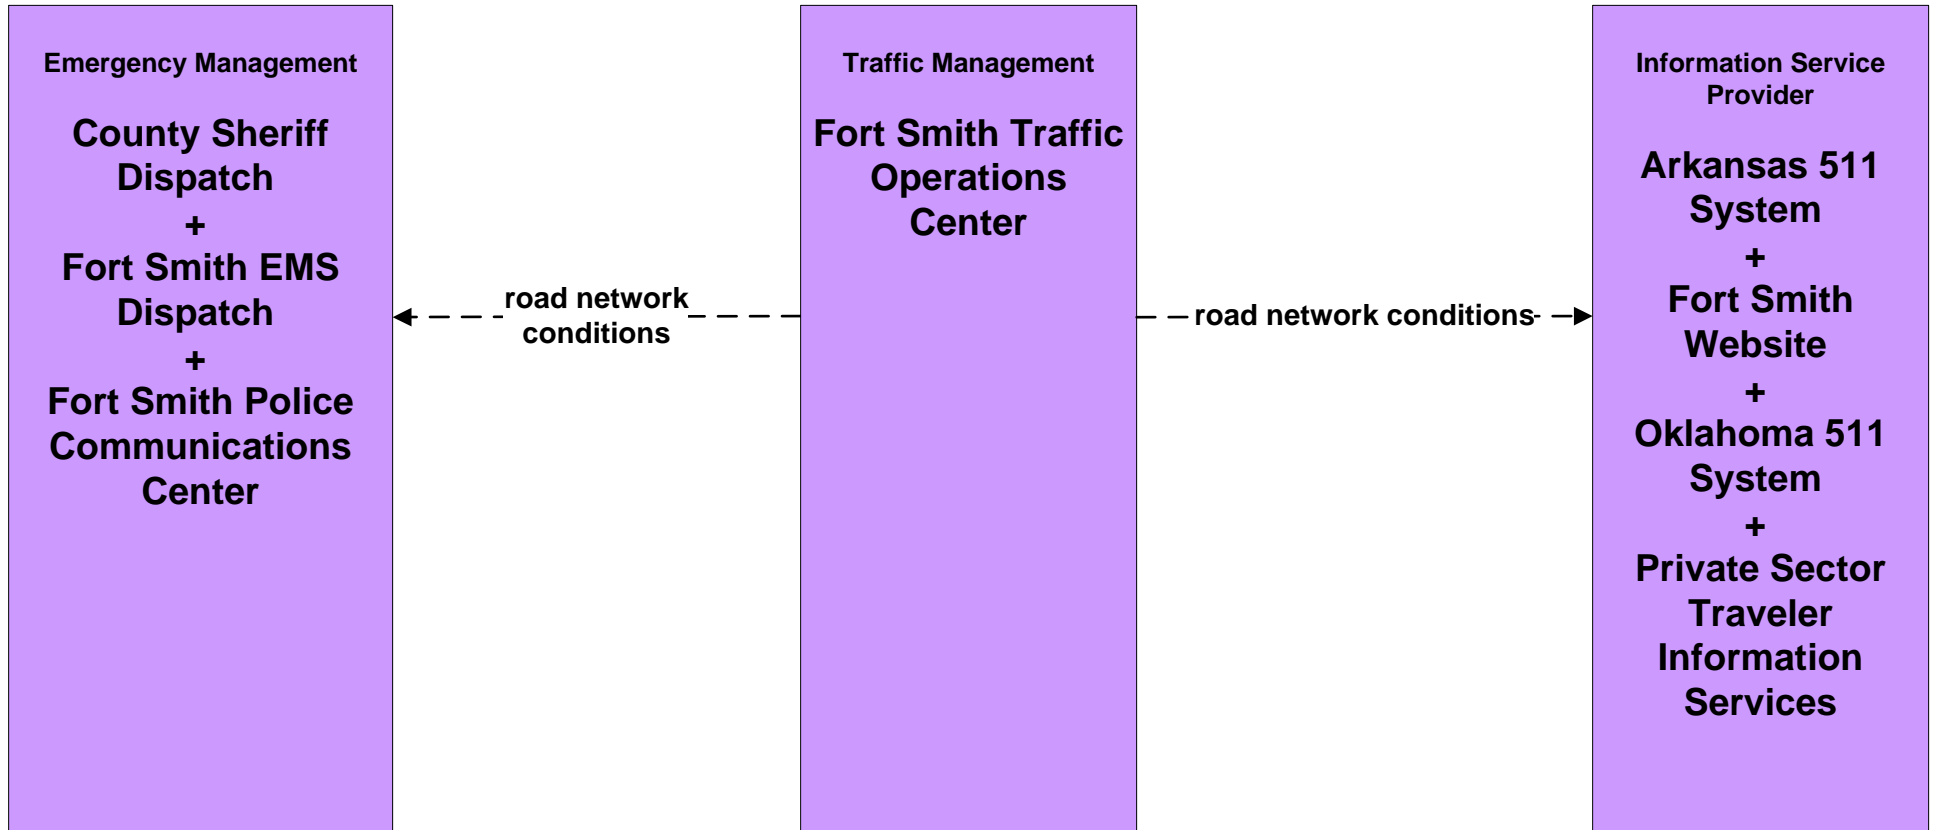 Emergency Management
County Sheriff
Dispatch
+
Fort Smith EMS
Dispatch
+
Fort Smith Police
Communications
Center
road network
conditions
Traffic Management
Fort Smith Traffic
Operations
Center
road network conditions
Information Service
Provider
Arkansas 511
System
+
Fort Smith
Website
+
Oklahoma 511
System
+
Private Sector
Traveler
Information
Services